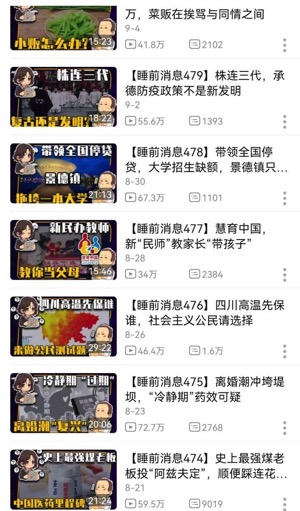 万，菜贩在挨骂与同情之间
小贩怎么办?
15:23
9-4
41.8万
2102
【睡前消息479】株连三代，承
德防疫政策不是新发明
株连三代
复古还是发明?
18:22
9-2
55.6万
1393
【睡前消息478】带领全国停
贷，大学招生缺额，景德镇只...
带领全国停贷
景德镇
拖垮一本大学
21:13
8-30
67.3万
1101
【睡前消息477】慧育中国，
新“民师”教家长“带孩子”
新民办教师
教你当父母
15:46
8-28
34万
2384
【睡前消息476】四川高温先保
谁，社会主义公民请选择
四川高温先保谁
来做公民测试题
29:22
8-26
46.4万
1.6万
【睡前消息475】离婚潮冲垮堤
坝，“冷静期”药效可疑
冷静期“过期”
离婚潮“复兴”
20:06
8-23
72.7万
2768
【睡前消息474】史上最强煤老
板投“阿兹夫定”，顺便踩连花...
史上最强煤老板
中国医药里程碑
21:24
8-21
59.5万
9019